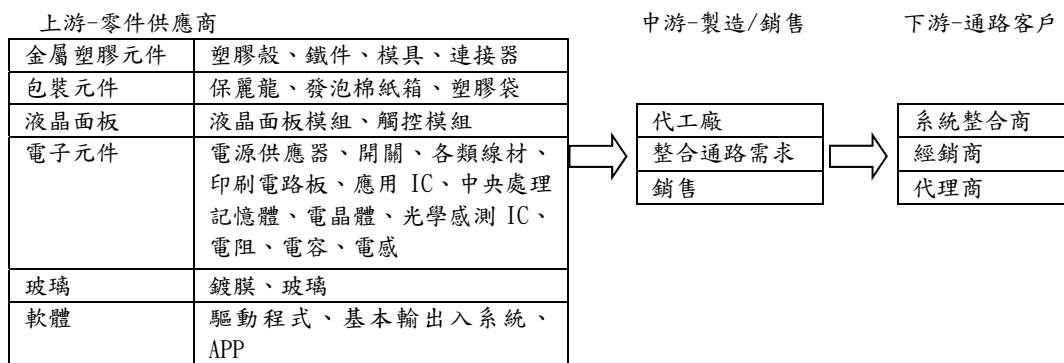 上游-零件供應商
中游-製造/銷售
下游-通路客戶
金屬塑膠元件
塑膠殼、鐵件、模具、連接器
包裝元件
保麗龍、發泡棉紙箱、塑膠袋
液晶面板
液晶面板模組、觸控模組
電子元件
電源供應器、開關、各類線材、
印刷電路板、應用 IC、中央處理
記憶體、電晶體、光學感測 IC、
電阻、電容、電感
玻璃
鍍膜、玻璃
軟體
驅動程式、基本輸出入系統、
APP
代工廠
整合通路需求
銷售
系統整合商
經銷商
代理商